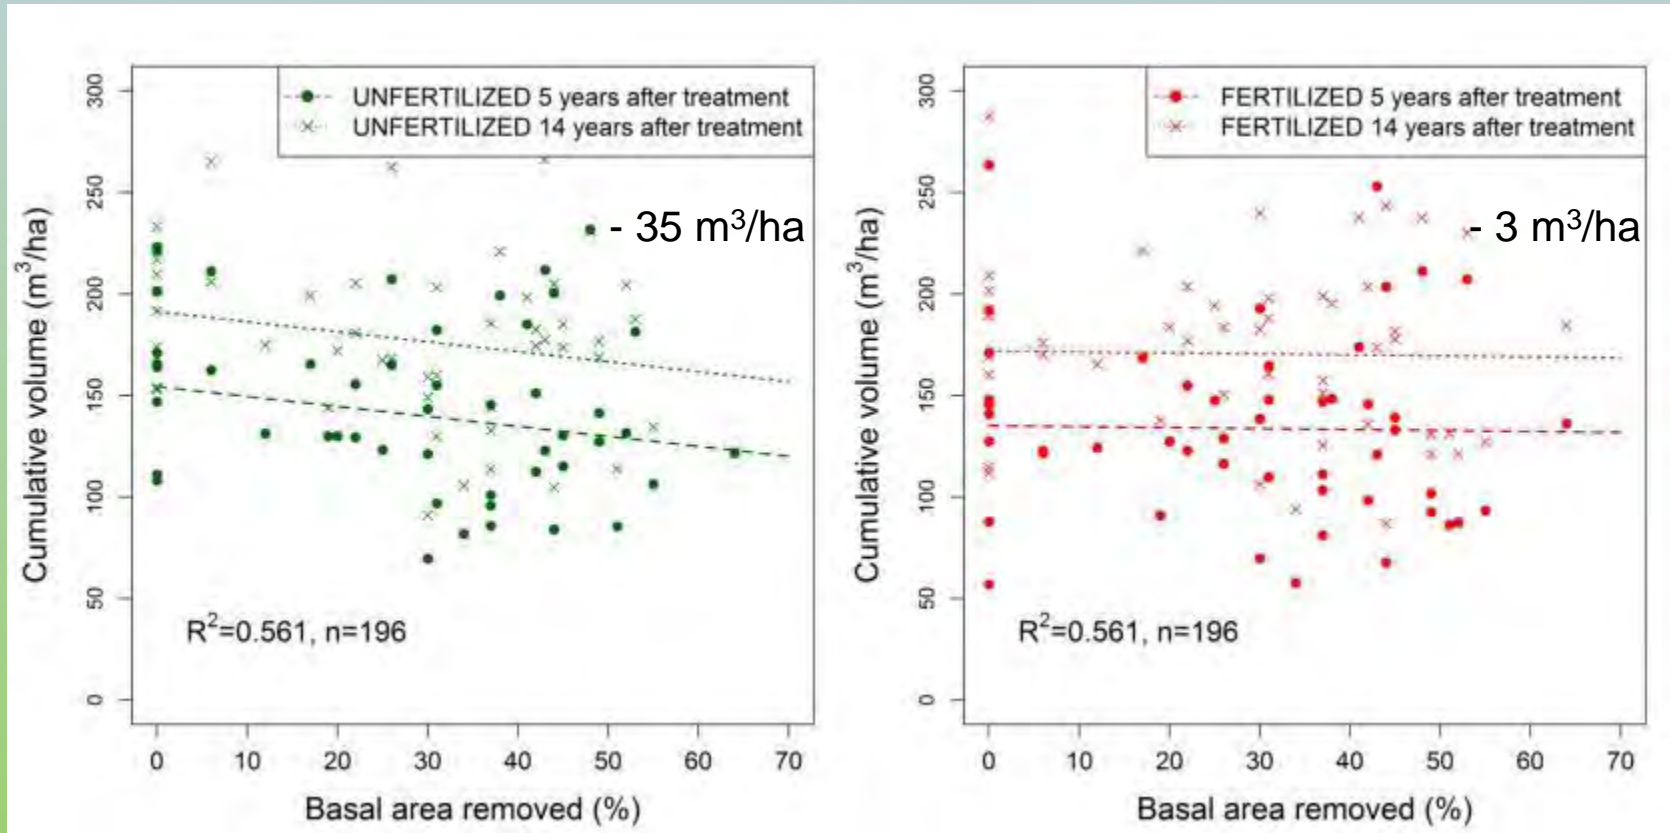 UNFERTILIZED 5 years after treatment
UNFERTILIZED 14 years after treatment
300
250
200
150
100
50
0
Cumulative volume (m³/ha)
- 35 m³/ha
R²=0.561, n=196
0 10 20 30 40 50 60 70
Basal area removed (%)
FERTILIZED 5 years after treatment
FERTILIZED 14 years after treatment
300
250
200
150
100
50
0
Cumulative volume (m³/ha)
- 3 m³/ha
R²=0.561, n=196
0 10 20 30 40 50 60 70
Basal area removed (%)